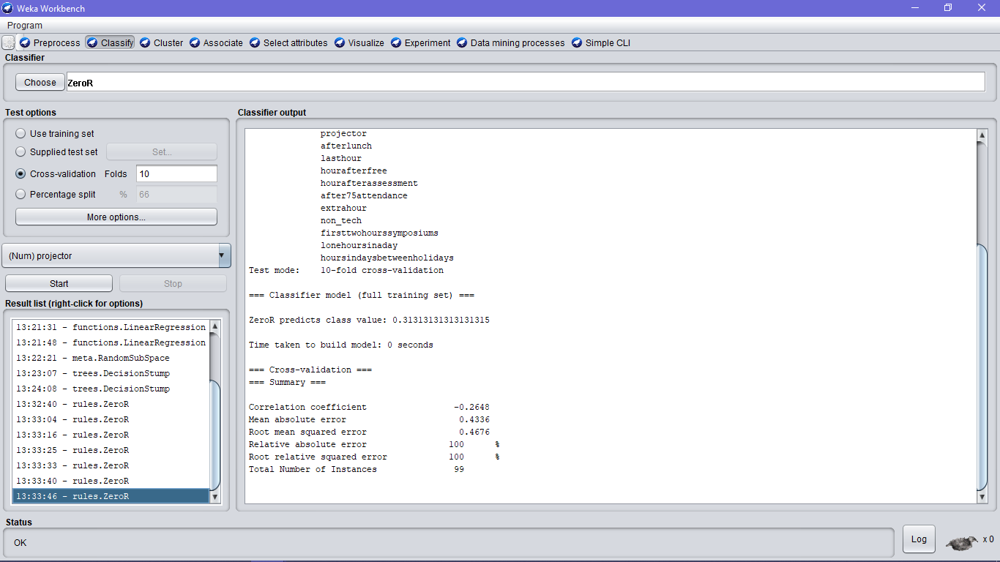 Weka Workbench
Program
Preprocess Classify Cluster Associate Select attributes Visualize Experiment Data mining processes Simple CLI
Classifier
Choose ZeroR
Test options
Use training set
Supplied test set Set...
Cross-validation Folds 10
Percentage split % 66
More options...
(Num) projector
Start Stop
Result list (right-click for options)
13:21:31 - functions.LinearRegression
13:21:48 - functions.LinearRegression
13:22:21 - meta.RandomSubSpace
13:23:07 - trees.DecisionStump
13:24:08 - trees.DecisionStump
13:32:40 - rules.ZeroR
13:33:04 - rules.ZeroR
13:33:16 - rules.ZeroR
13:33:25 - rules.ZeroR
13:33:33 - rules.ZeroR
13:33:40 - rules.ZeroR
13:33:46 - rules.ZeroR
Classifier output
projector
afterlunch
lasthour
hourafterfree
hourafterassessment
after75attendance
extrahour
non_tech
firsttwohourssymposiums
lonehoursinaday
hoursindaysbetweenholidays
Test mode: 10-fold cross-validation
=== Classifier model (full training set) ===
ZeroR predicts class value: 0.31313131313131315
Time taken to build model: 0 seconds
=== Cross-validation ===
=== Summary ===
Correlation coefficient -0.2648
Mean absolute error 0.4336
Root mean squared error 0.4676
Relative absolute error 100 %
Root relative squared error 100 %
Total Number of Instances 99
Status
OK
Log x 0